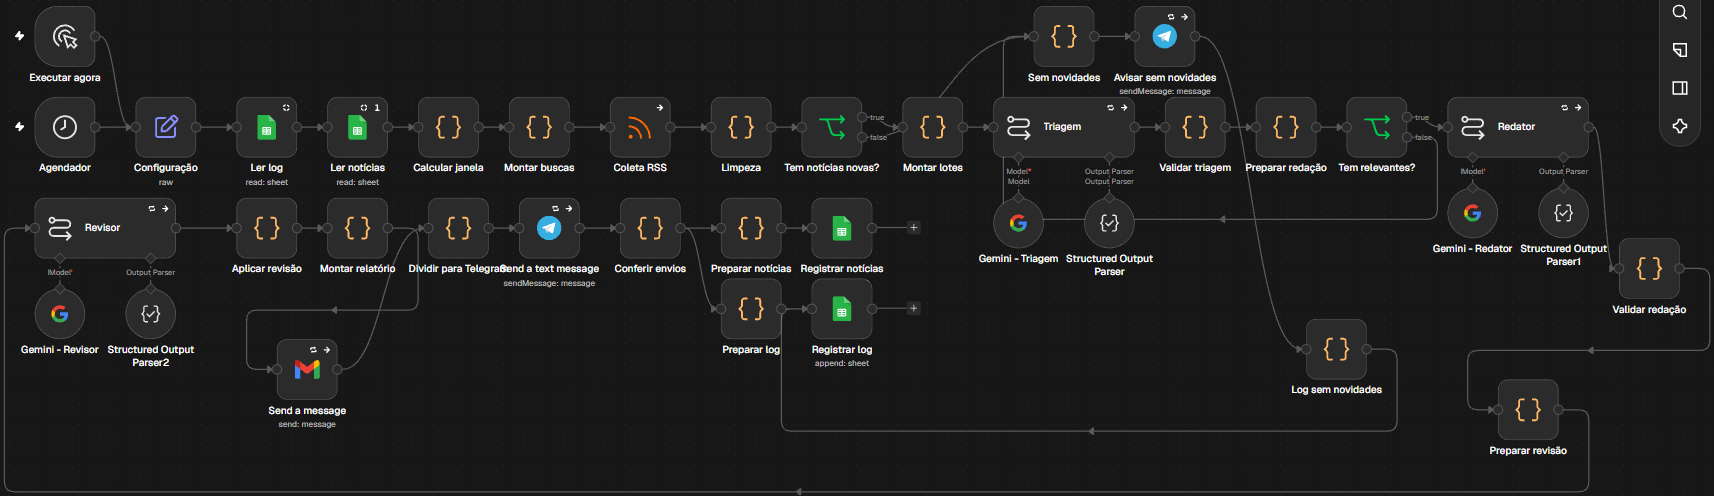 Executar agora
Sem novidades
Avisar sem novidades
sendMessage: message
Agendador
Configuração
raw
Ler log
read: sheet
1
Ler notícias
read: sheet
Calcular janela
Montar buscas
Coleta RSS
Limpeza
true
false
Tem notícias novas?
Montar lotes
Triagem
Model*
Model
Output Parser
Output Parser
Gemini - Triagem
Structured Output
Parser
Validar triagem
Preparar redação
true
false
Tem relevantes?
Redator
Model*
Output Parser
Gemini - Redator
Structured Output
Parser1
Validar redação
Revisor
Model*
Output Parser
Gemini - Revisor
Structured Output
Parser2
Aplicar revisão
Montar relatório
Dividir para Telegram
Send a text message
sendMessage: message
Conferir envios
Preparar notícias
Registrar notícias
Preparar log
Registrar log
append: sheet
Send a message
send: message
Log sem novidades
Preparar revisão